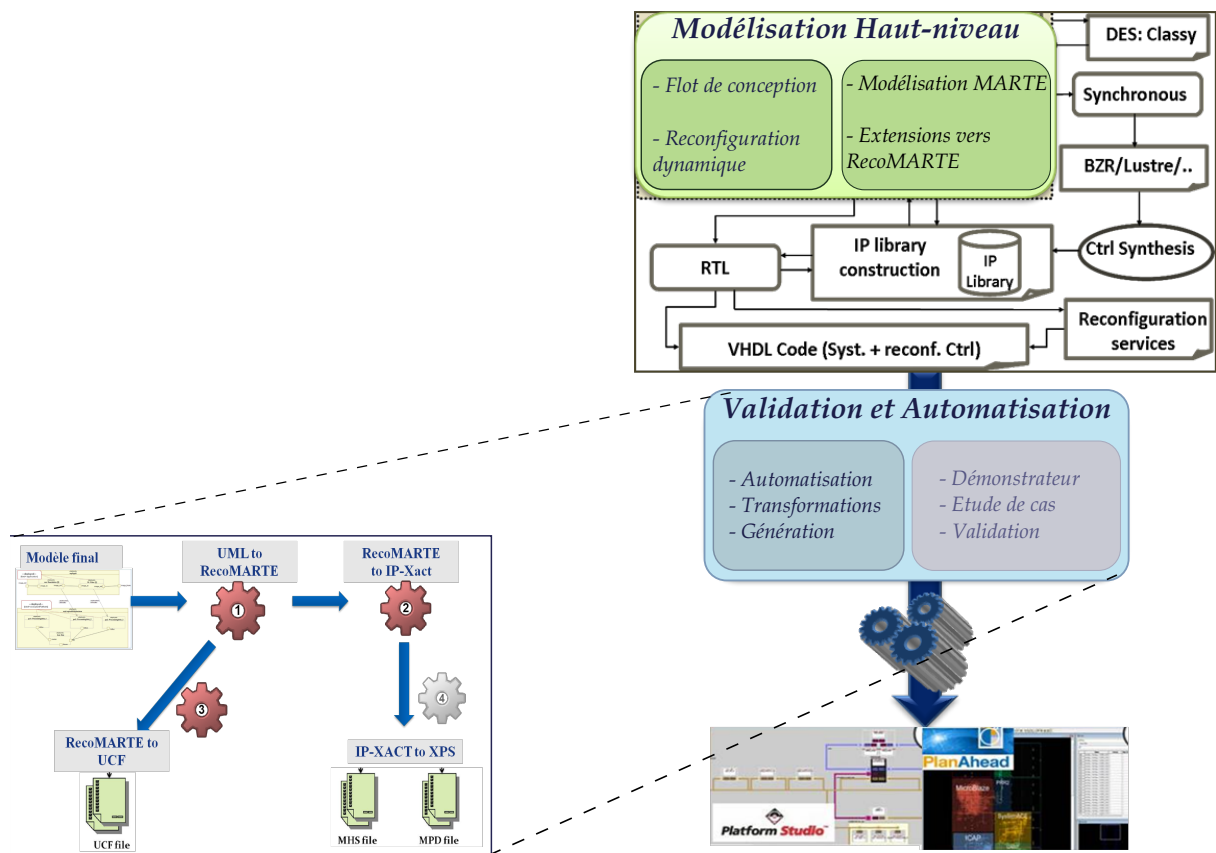 Modélisation Haut-niveau
- Flot de conception
- Reconfiguration
dynamique
- Modélisation MARTE
- Extensions vers
RecoMARTE
DES: Classy
Synchronous
BZR/Lustre/..
Ctrl Synthesis
IP library
construction
IP
Library
RTL
Reconfiguration
services
VHDL Code (Syst. + reconf. Ctrl)
Validation et Automatisation
- Automatisation
- Transformations
- Génération
- Démonstrateur
- Etude de cas
- Validation
Modèle final
UML to
RecoMARTE
1
RecoMARTE
to IP-Xact
2
3
4
RecoMARTE to
UCF
UCF file
IP-XACT to XPS
MHS file
MPD file
Platform Studio™
PlanAhead
MicroBlaze
ICAP